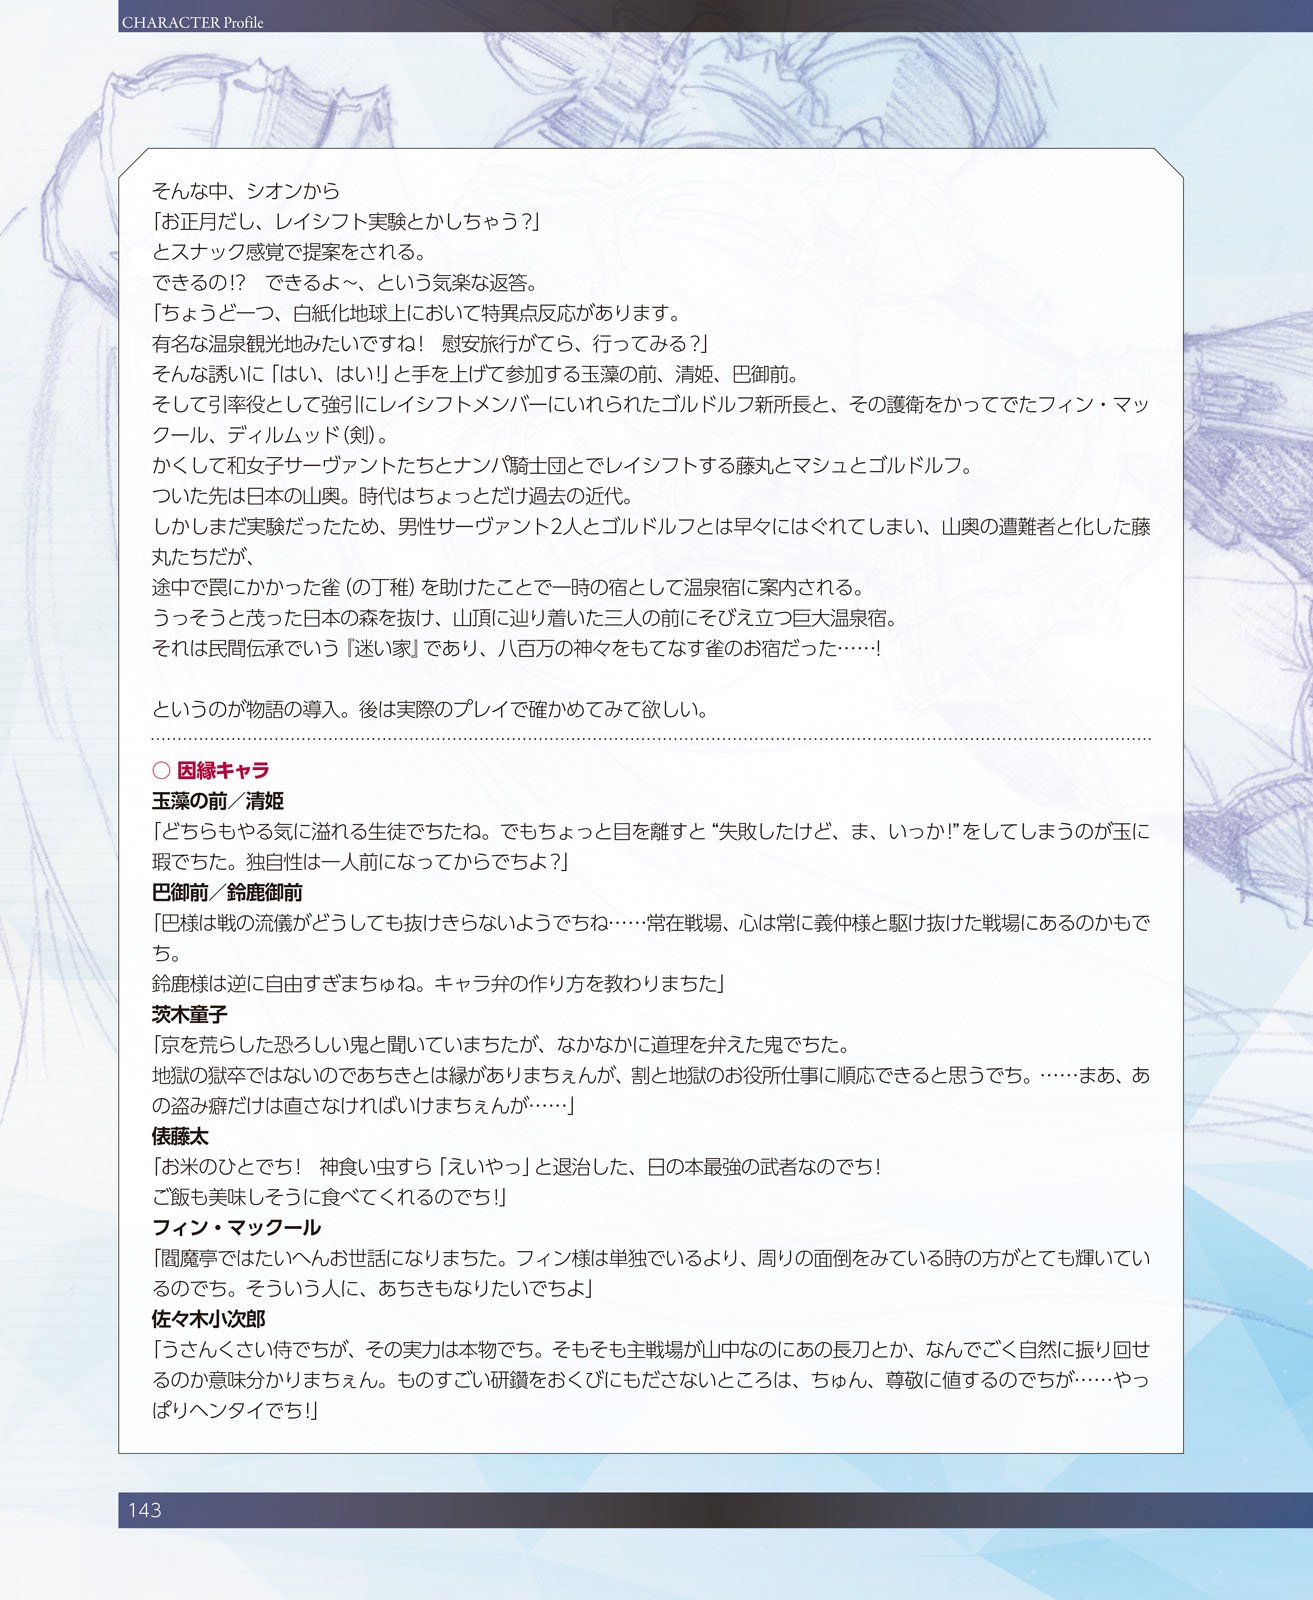 CHARACTER Profile
そんな中、シオンから
「お正月だし、レイシフト実験とかしちゃう?」
とスナック感覚で提案をされる。
できるの!?　できるよ〜、という気楽な返答。
「ちょうど一つ、白紙化地球上において特異点反応があります。
有名な温泉観光地みたいですね!　慰安旅行がてら、行ってみる?」
そんな誘いに「はい、はい!」と手を上げて参加する玉藻の前、清姫、巴御前。
そして引率役として強引にレイシフトメンバーにいれられたゴルドルフ新所長と、その護衛をかってでたフィン・マッ
クール、ディルムッド(剣)。
かくして和女子サーヴァントたちとナンパ騎士団とでレイシフトする藤丸とマシュとゴルドルフ。
ついた先は日本の山奥。時代はちょっとだけ過去の近代。
しかしまだ実験だったため、男性サーヴァント2人とゴルドルフとは早々にはぐれてしまい、山奥の遭難者と化した藤
丸たちだが、
途中で罠にかかった雀(の丁稚)を助けたことで一時の宿として温泉宿に案内される。
うっそうと茂った日本の森を抜け、山頂に辿り着いた三人の前にそびえ立つ巨大温泉宿。
それは民間伝承でいう『迷い家』であり、八百万の神々をもてなす雀のお宿だった……!
というのが物語の導入。後は実際のプレイで確かめてみて欲しい。
○ 因縁キャラ
玉藻の前/清姫
「どちらもやる気に溢れる生徒でちたね。でもちょっと目を離すと“失敗したけど、ま、いっか!”をしてしまうのが玉に
瑕でちた。独自性は一人前になってからでちよ?」
巴御前/鈴鹿御前
「巴様は戦の流儀がどうしても抜けきらないようでちね……常在戦場、心は常に義仲様と駆け抜けた戦場にあるのかもで
ち。
鈴鹿様は逆に自由すぎまちゅね。キャラ弁の作り方を教わりまちた」
茨木童子
「京を荒らした恐ろしい鬼と聞いていまちたが、なかなかに道理を弁えた鬼でちた。
地獄の獄卒ではないのであちきとは縁がありまちぇんが、割と地獄のお役所仕事に順応できると思うでち。……まあ、あ
の盗み癖だけは直さなければいけまちぇんが……」
俵藤太
「お米のひとでち!　神食い虫すら「えいやっ」と退治した、日の本最強の武者なのでち!
ご飯も美味しそうに食べてくれるのでち!」
フィン・マックール
「閻魔亭ではたいへんお世話になりまちた。フィン様は単独でいるより、周りの面倒をみている時の方がとても輝いてい
るのでち。そういう人に、あちきもなりたいでちよ」
佐々木小次郎
「うさんくさい侍でちが、その実力は本物でち。そもそも主戦場が山中なのにあの長刀とか、なんでごく自然に振り回せ
るのか意味分かりまちぇん。ものすごい研鑽をおくびにもださないところは、ちゅん、尊敬に値するのでちが……やっ
ぱりヘンタイでち!」
143